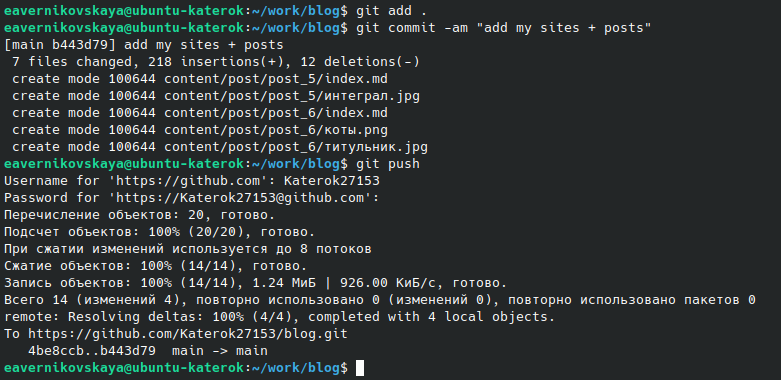 eavernikovskaya@ubuntu-katerok:~/work/blog$ git add .
eavernikovskaya@ubuntu-katerok:~/work/blog$ git commit -am "add my sites + posts"
[main b443d79] add my sites + posts
 7 files changed, 218 insertions(+), 12 deletions(-)
 create mode 100644 content/post/post_5/index.md
 create mode 100644 content/post/post_5/интеграл.jpg
 create mode 100644 content/post/post_6/index.md
 create mode 100644 content/post/post_6/коты.png
 create mode 100644 content/post/post_6/титульник.jpg
eavernikovskaya@ubuntu-katerok:~/work/blog$ git push
Username for 'https://github.com': Katerok27153
Password for 'https://Katerok27153@github.com':
Перечисление объектов: 20, готово.
Подсчет объектов: 100% (20/20), готово.
При сжатии изменений используется до 8 потоков
Сжатие объектов: 100% (14/14), готово.
Запись объектов: 100% (14/14), 1.24 МиБ | 926.00 КиБ/с, готово.
Всего 14 (изменений 4), повторно использовано 0 (изменений 0), повторно использовано пакетов 0
remote: Resolving deltas: 100% (4/4), completed with 4 local objects.
To https://github.com/Katerok27153/blog.git
   4be8ccb..b443d79  main -> main
eavernikovskaya@ubuntu-katerok:~/work/blog$